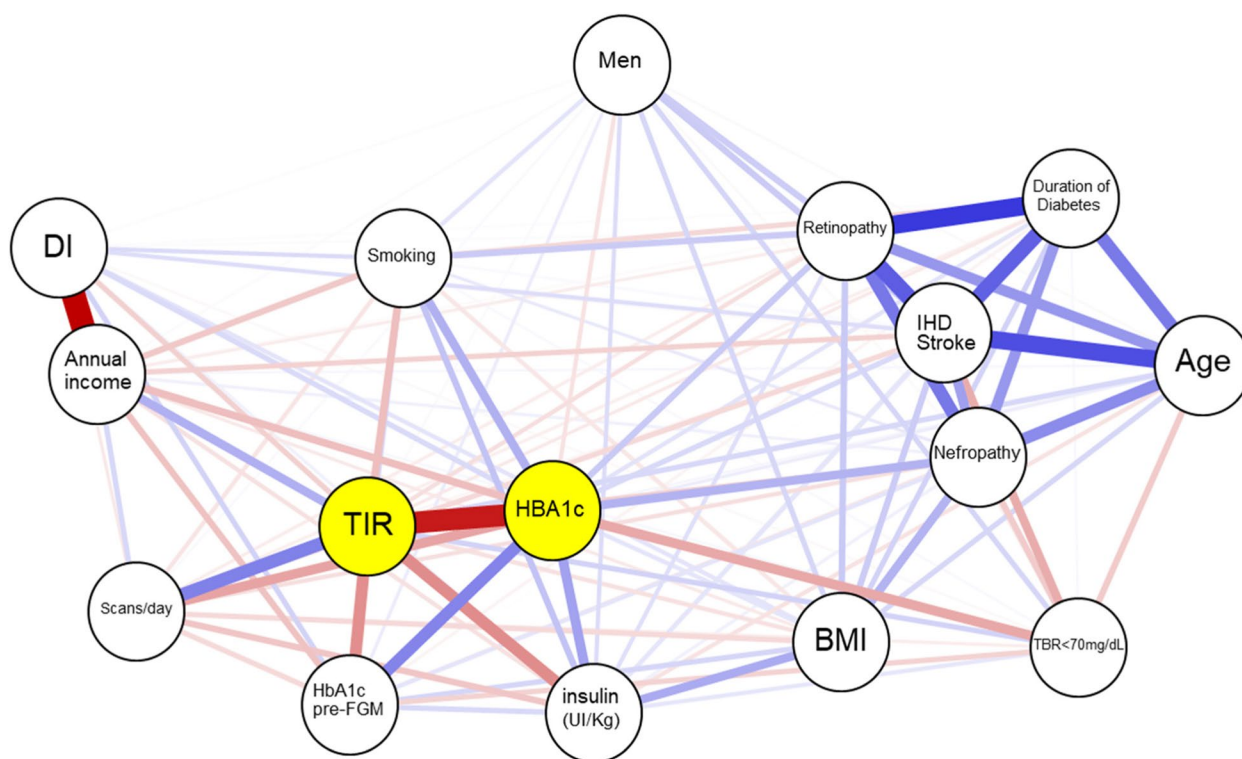 Men
Duration of
Diabetes
Retinopathy
DI
Smoking
IHD
Stroke
Annual
income
Age
Nefropathy
HBA1c
TIR
Scans/day
BMI
TBR<70mg/dL
HbA1c
pre-FGM
insulin
(UI/Kg)